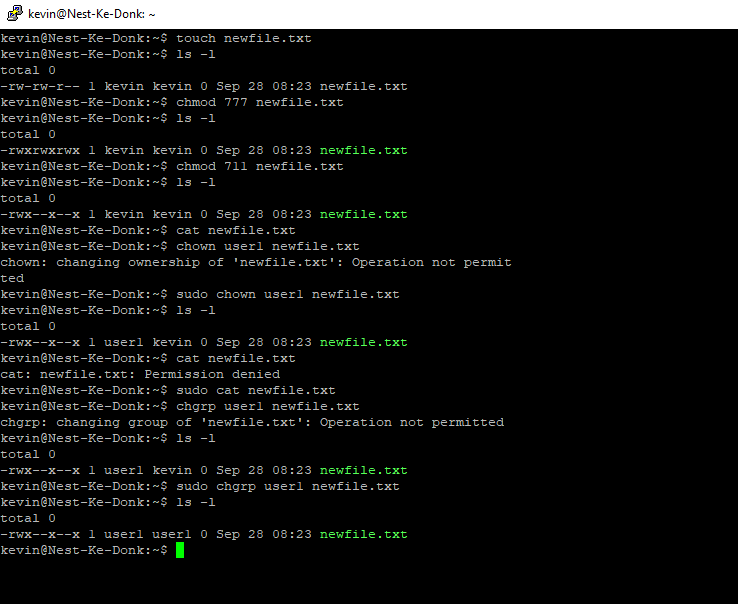 kevin@Nest-Ke-Donk: ~
kevin@Nest-Ke-Donk:~$ touch newfile.txt
kevin@Nest-Ke-Donk:~$ ls -l
total 0
-rw-rw-r-- 1 kevin kevin 0 Sep 28 08:23 newfile.txt
kevin@Nest-Ke-Donk:~$ chmod 777 newfile.txt
kevin@Nest-Ke-Donk:~$ ls -l
total 0
-rwxrwxrwx 1 kevin kevin 0 Sep 28 08:23 newfile.txt
kevin@Nest-Ke-Donk:~$ chmod 711 newfile.txt
kevin@Nest-Ke-Donk:~$ ls -l
total 0
-rwx--x--x 1 kevin kevin 0 Sep 28 08:23 newfile.txt
kevin@Nest-Ke-Donk:~$ cat newfile.txt
kevin@Nest-Ke-Donk:~$ chown user1 newfile.txt
chown: changing ownership of 'newfile.txt': Operation not permit
ted
kevin@Nest-Ke-Donk:~$ sudo chown user1 newfile.txt
kevin@Nest-Ke-Donk:~$ ls -l
total 0
-rwx--x--x 1 user1 kevin 0 Sep 28 08:23 newfile.txt
kevin@Nest-Ke-Donk:~$ cat newfile.txt
cat: newfile.txt: Permission denied
kevin@Nest-Ke-Donk:~$ sudo cat newfile.txt
kevin@Nest-Ke-Donk:~$ chgrp user1 newfile.txt
chgrp: changing group of 'newfile.txt': Operation not permitted
kevin@Nest-Ke-Donk:~$ ls -l
total 0
-rwx--x--x 1 user1 kevin 0 Sep 28 08:23 newfile.txt
kevin@Nest-Ke-Donk:~$ sudo chgrp user1 newfile.txt
kevin@Nest-Ke-Donk:~$ ls -l
total 0
-rwx--x--x 1 user1 user1 0 Sep 28 08:23 newfile.txt
kevin@Nest-Ke-Donk:~$